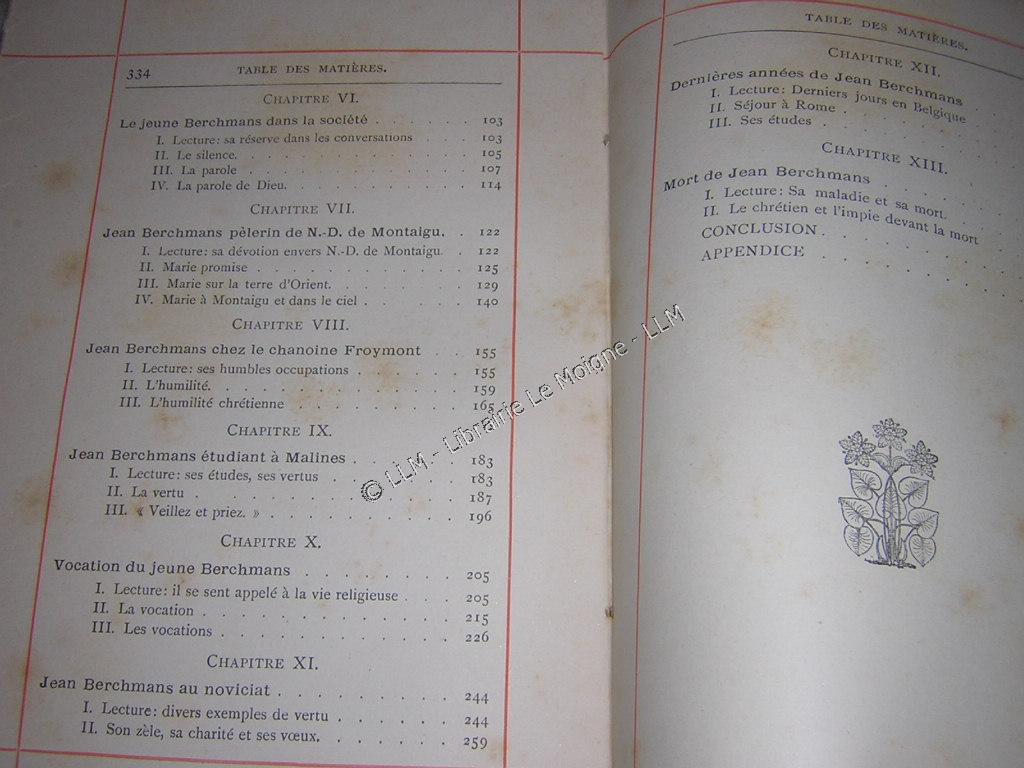 334 TABLE DES MATIÈRES.
CHAPITRE VI.
Le jeune Berchmans dans la société . . . . . . 103
I. Lecture: sa réserve dans les conversations . . . . 103
II. Le silence. . . . . . . . . . . . 105
III. La parole . . . . . . . . . . . . 107
IV. La parole de Dieu. . . . . . . . . . 114
CHAPITRE VII.
Jean Berchmans pèlerin de N.-D. de Montaigu. . 122
I. Lecture: sa dévotion envers N.-D. de Montaigu. . 122
II. Marie promise . . . . . . . . . . 125
III. Marie sur la terre d'Orient. . . . . . . 129
IV. Marie à Montaigu et dans le ciel . . . . . . 140
CHAPITRE VIII.
Jean Berchmans chez le chanoine Froymont . . 155
I. Lecture: ses humbles occupations . . . . . . 155
II. L'humilité. . . . . . . . . . . . 159
III. L'humilité chrétienne . . . . . . . . 165
CHAPITRE IX.
Jean Berchmans étudiant à Malines . . . . . 183
I. Lecture: ses études, ses vertus . . . . . . 183
II. La vertu . . . . . . . . . . . 187
III. « Veillez et priez. » . . . . . . . . . 196
CHAPITRE X.
Vocation du jeune Berchmans . . . . . . . 205
I. Lecture: il se sent appelé à la vie religieuse . . . 205
II. La vocation . . . . . . . . . . . 215
III. Les vocations . . . . . . . . . . 226
CHAPITRE XI.
Jean Berchmans au noviciat . . . . . . . . 244
I. Lecture: divers exemples de vertu . . . . . . 244
II. Son zèle, sa charité et ses vœux. . . . . . . 259
TABLE DES MATIÈRES.
CHAPITRE XII.
Dernières années de Jean Berchmans .
I. Lecture: Derniers jours en Belgique
II. Séjour à Rome . . . . . .
III. Ses études . . . . . . .
CHAPITRE XIII.
Mort de Jean Berchmans . . . . .
I. Lecture: Sa maladie et sa mort. . . .
II. Le chrétien et l'impie devant la mort
CONCLUSION . . . . . . . .
APPENDICE . . . . . . . .
© LLM - Librairie Le Moigne - LLM